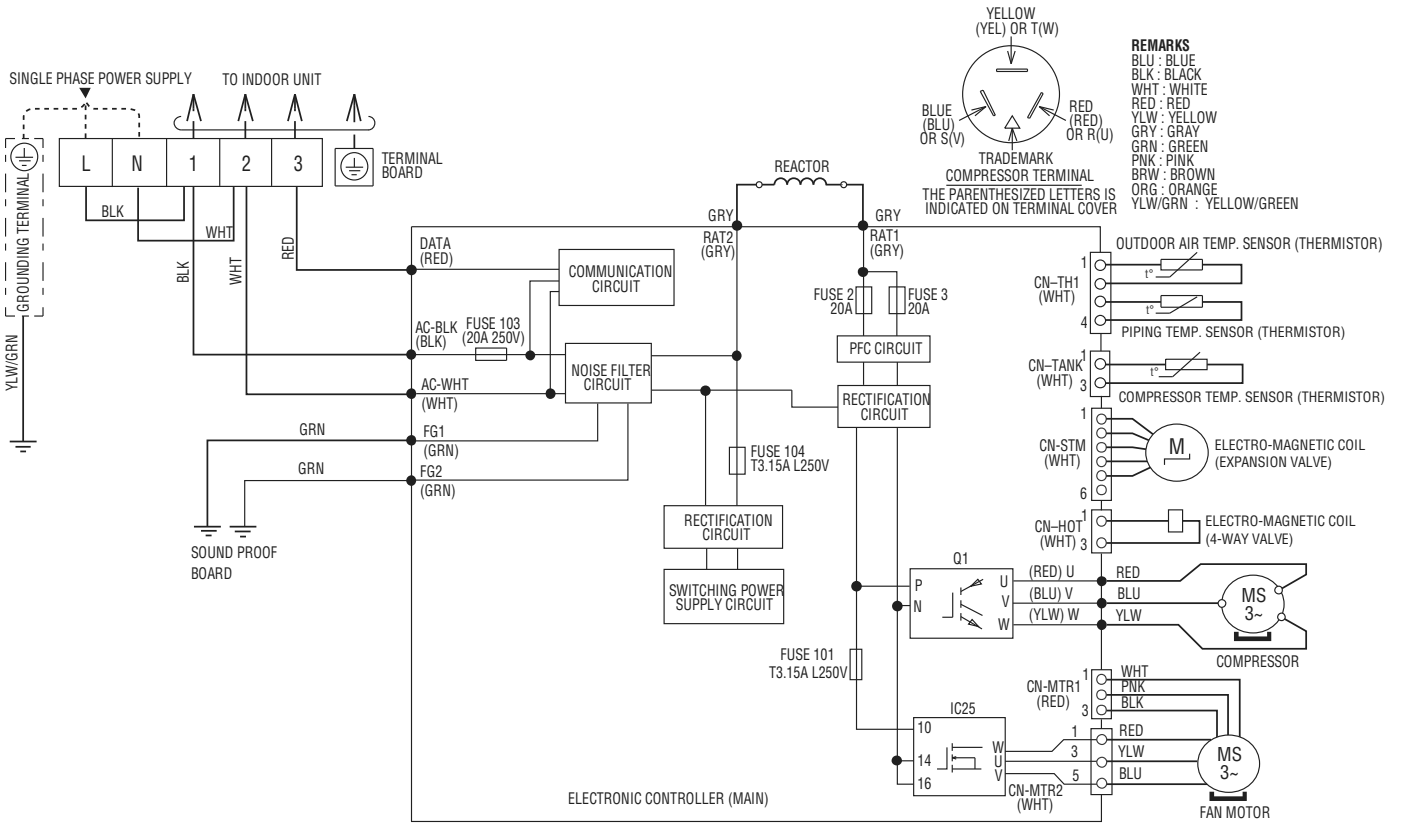 YELLOW
(YEL) OR T(W)
BLUE
(BLU)
OR S(V)
RED
(RED)
OR R(U)
TRADEMARK
COMPRESSOR TERMINAL
THE PARENTHESIZED LETTERS IS
INDICATED ON TERMINAL COVER
REMARKS
BLU : BLUE
BLK : BLACK
WHT : WHITE
RED : RED
YLW : YELLOW
GRY : GRAY
GRN : GREEN
PNK : PINK
BRW : BROWN
ORG : ORANGE
YLW/GRN : YELLOW/GREEN
SINGLE PHASE POWER SUPPLY
TO INDOOR UNIT
L
N
1
2
3
TERMINAL
BOARD
GROUNDING TERMINAL
YLW/GRN
BLK
WHT
BLK
WHT
RED
REACTOR
GRY
GRY
RAT2
(GRY)
RAT1
(GRY)
DATA
(RED)
COMMUNICATION
CIRCUIT
AC-BLK
(BLK)
FUSE 103
(20A 250V)
NOISE FILTER
CIRCUIT
AC-WHT
(WHT)
FUSE 2
20A
FUSE 3
20A
PFC CIRCUIT
RECTIFICATION
CIRCUIT
GRN
FG1
(GRN)
GRN
FG2
(GRN)
SOUND PROOF
BOARD
FUSE 104
T3.15A L250V
RECTIFICATION
CIRCUIT
SWITCHING POWER
SUPPLY CIRCUIT
OUTDOOR AIR TEMP. SENSOR (THERMISTOR)
1
CN–TH1
(WHT)
4
t°
t°
PIPING TEMP. SENSOR (THERMISTOR)
1
CN–TANK
(WHT)
3
t°
COMPRESSOR TEMP. SENSOR (THERMISTOR)
1
CN-STM
(WHT)
6
M
ELECTRO-MAGNETIC COIL
(EXPANSION VALVE)
1
CN–HOT
(WHT)
3
ELECTRO-MAGNETIC COIL
(4-WAY VALVE)
Q1
P
N
U
V
W
(RED) U
(BLU) V
(YLW) W
RED
BLU
YLW
MS
3~
COMPRESSOR
FUSE 101
T3.15A L250V
1
CN-MTR1
(RED)
3
WHT
PNK
BLK
IC25
10
14
16
W
U
V
1
3
5
CN-MTR2
(WHT)
RED
YLW
BLU
MS
3~
FAN MOTOR
ELECTRONIC CONTROLLER (MAIN)